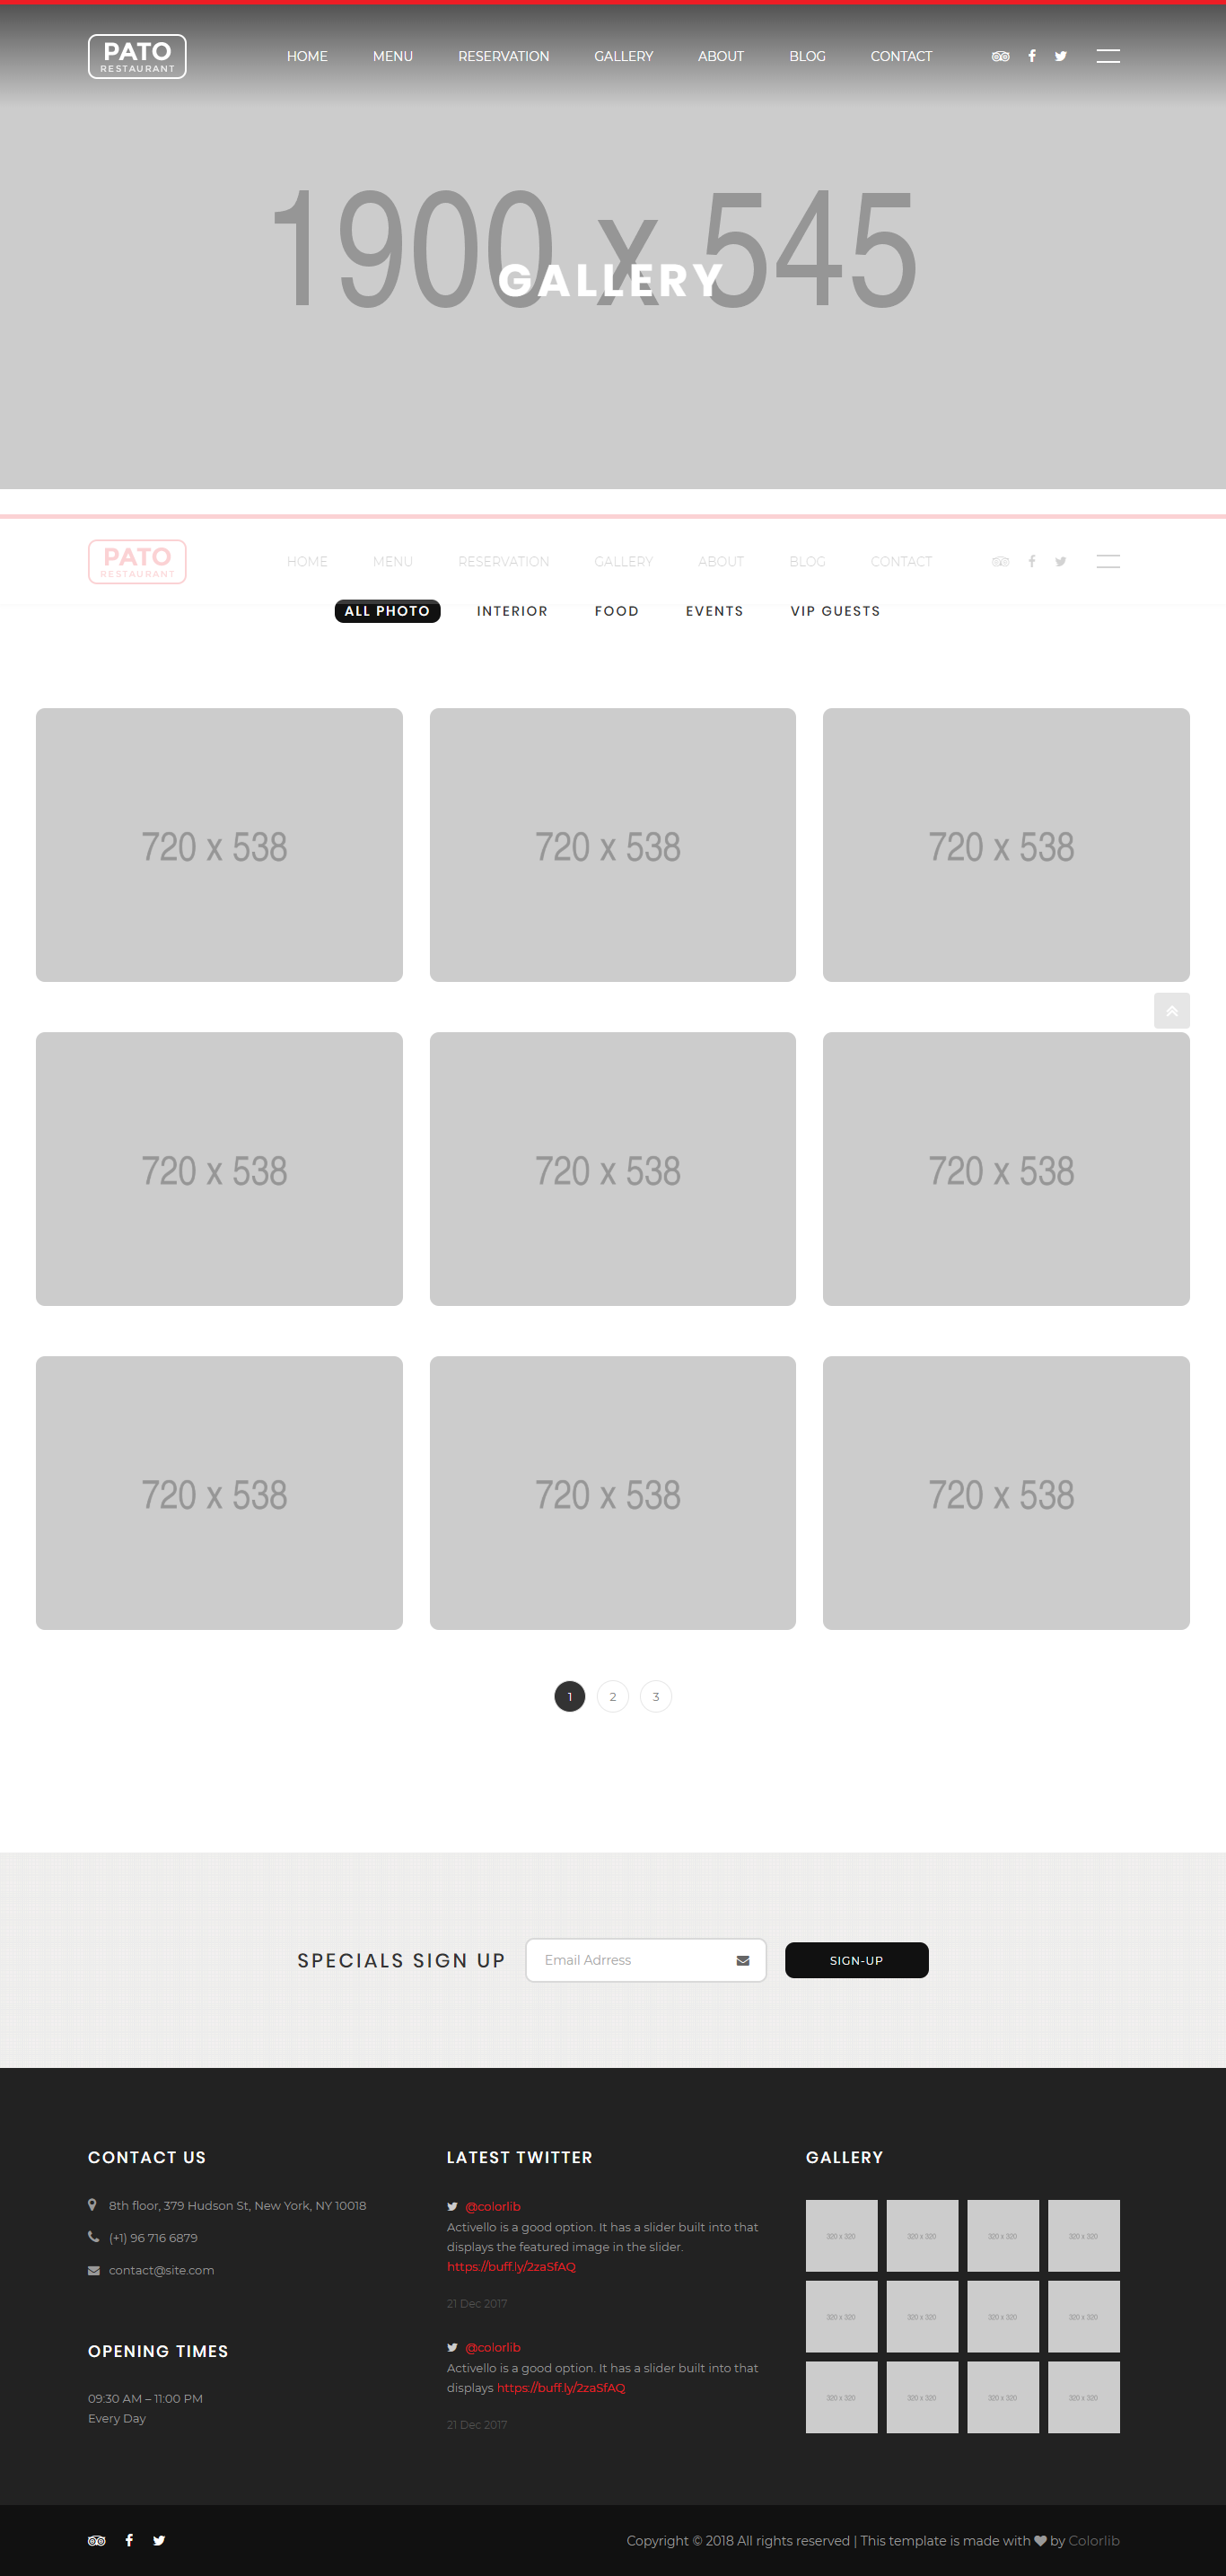 PATO
RESTAURANT
HOME MENU RESERVATION GALLERY ABOUT BLOG CONTACT
1900 x 545
GALLERY
PATO
RESTAURANT
HOME MENU RESERVATION GALLERY ABOUT BLOG CONTACT
ALL PHOTO INTERIOR FOOD EVENTS VIP GUESTS
720 x 538 720 x 538 720 x 538
720 x 538 720 x 538 720 x 538
720 x 538 720 x 538 720 x 538
1 2 3
SPECIALS SIGN UP Email Adrress SIGN-UP
CONTACT US
8th floor, 379 Hudson St, New York, NY 10018
(+1) 96 716 6879
contact@site.com
OPENING TIMES
09:30 AM – 11:00 PM
Every Day
LATEST TWITTER
@colorlib
Activello is a good option. It has a slider built into that
displays the featured image in the slider.
https://buff.ly/2zaSfAQ
21 Dec 2017
@colorlib
Activello is a good option. It has a slider built into that
displays https://buff.ly/2zaSfAQ
21 Dec 2017
GALLERY
320 x 320 320 x 320 320 x 320 320 x 320
320 x 320 320 x 320 320 x 320 320 x 320
320 x 320 320 x 320 320 x 320 320 x 320
Copyright © 2018 All rights reserved | This template is made with ♥ by Colorlib